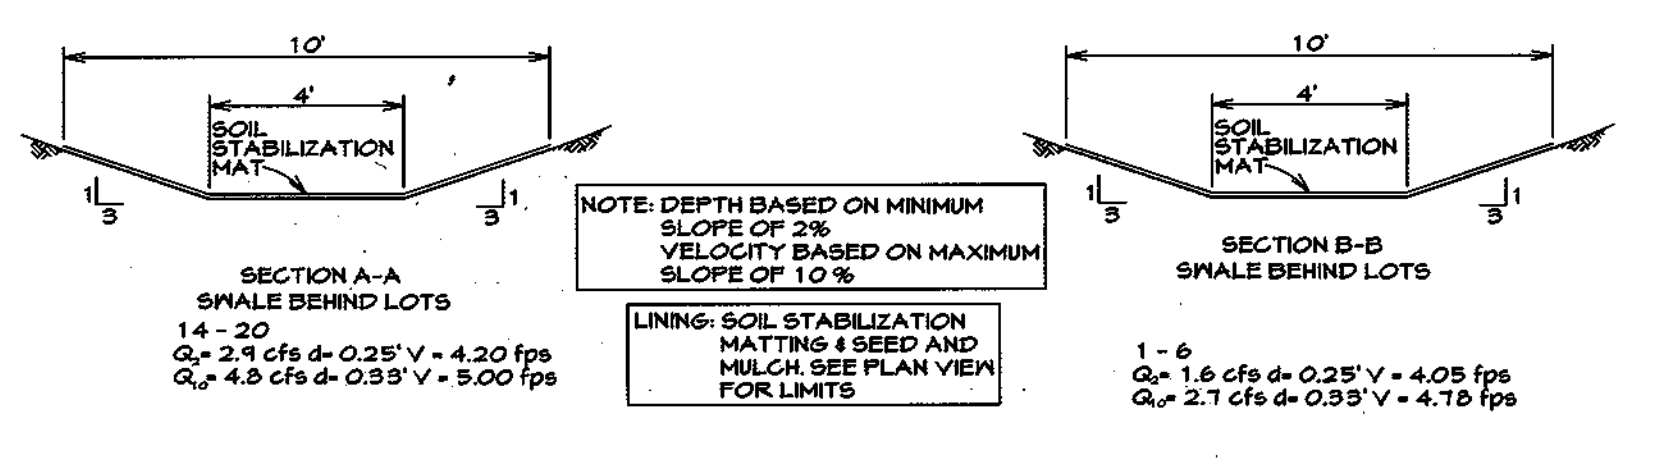 10'
4'
SOIL
STABILIZATION
MAT
1
3
1
3
SECTION A-A
SWALE BEHIND LOTS
14 - 20
Q2= 2.9 cfs d= 0.25' V = 4.20 fps
Q10= 4.8 cfs d= 0.33' V = 5.00 fps
NOTE: DEPTH BASED ON MINIMUM
SLOPE OF 2%
VELOCITY BASED ON MAXIMUM
SLOPE OF 10%
LINING: SOIL STABILIZATION
MATTING & SEED AND
MULCH. SEE PLAN VIEW
FOR LIMITS
10'
4'
SOIL
STABILIZATION
MAT
1
3
1
3
SECTION B-B
SWALE BEHIND LOTS
1 - 6
Q2= 1.6 cfs d= 0.25' V = 4.05 fps
Q10= 2.7 cfs d= 0.33' V = 4.78 fps